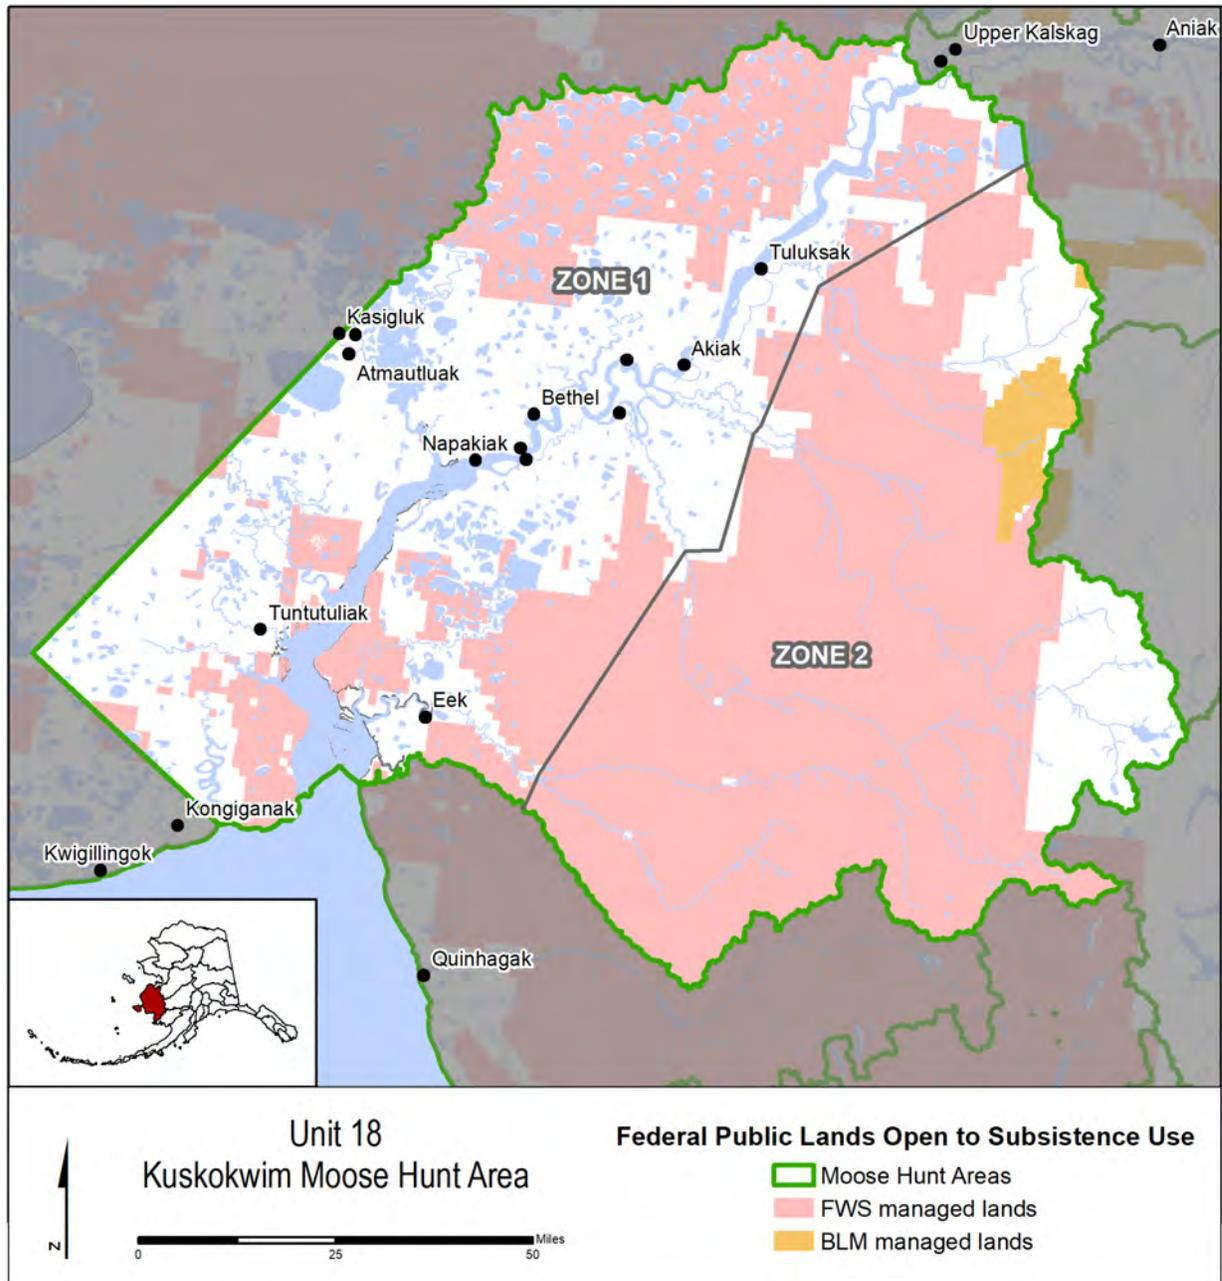 Upper Kalskag
Aniak
Tuluksak
ZONE 1
Kasigluk
Akiak
Atmautluak
Bethel
Napakiak
Tuntutuliak
ZONE 2
Eek
Kongiganak
Kwigillingok
Quinhagak
Unit 18
Kuskokwim Moose Hunt Area
N
0 25 50 Miles
Federal Public Lands Open to Subsistence Use
Moose Hunt Areas
FWS managed lands
BLM managed lands